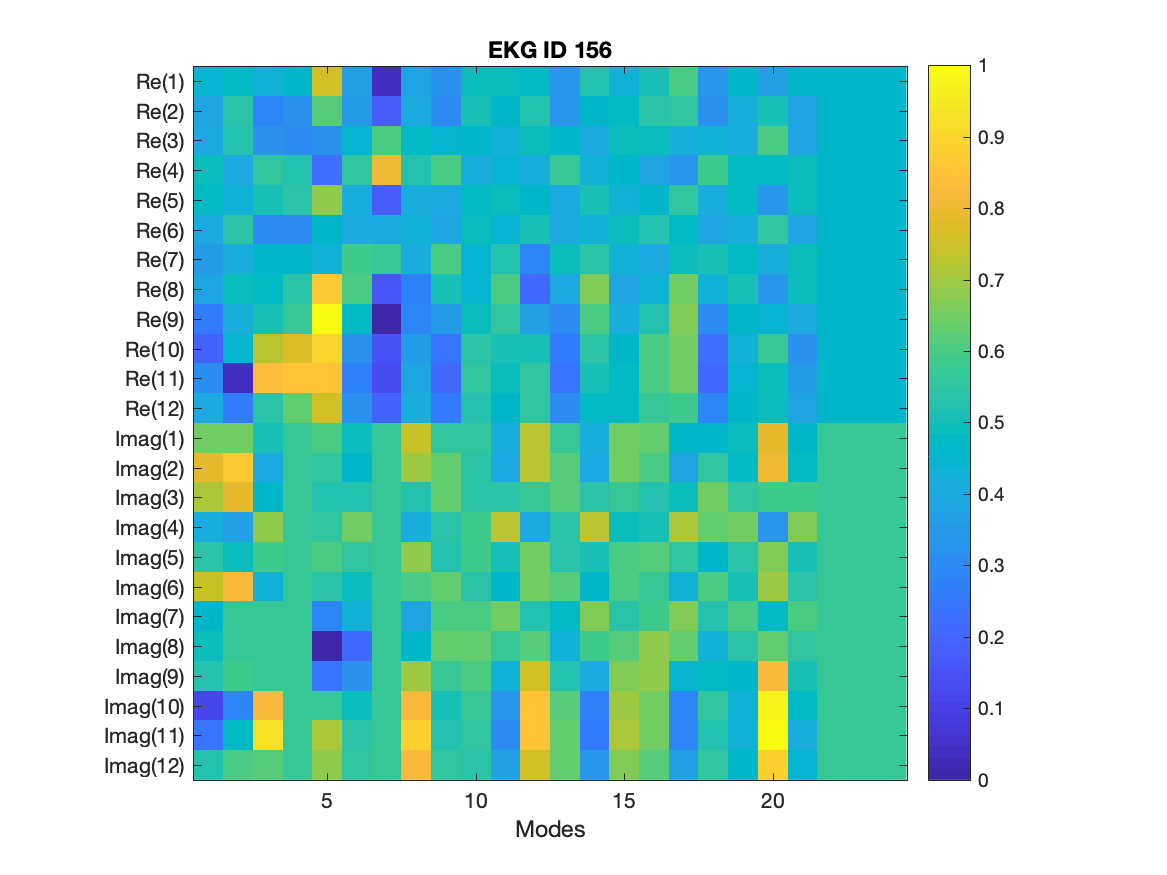 EKG ID 156
Re(1)
Re(2)
Re(3)
Re(4)
Re(5)
Re(6)
Re(7)
Re(8)
Re(9)
Re(10)
Re(11)
Re(12)
Imag(1)
Imag(2)
Imag(3)
Imag(4)
Imag(5)
Imag(6)
Imag(7)
Imag(8)
Imag(9)
Imag(10)
Imag(11)
Imag(12)
5 10 15 20
Modes
1
0.9
0.8
0.7
0.6
0.5
0.4
0.3
0.2
0.1
0